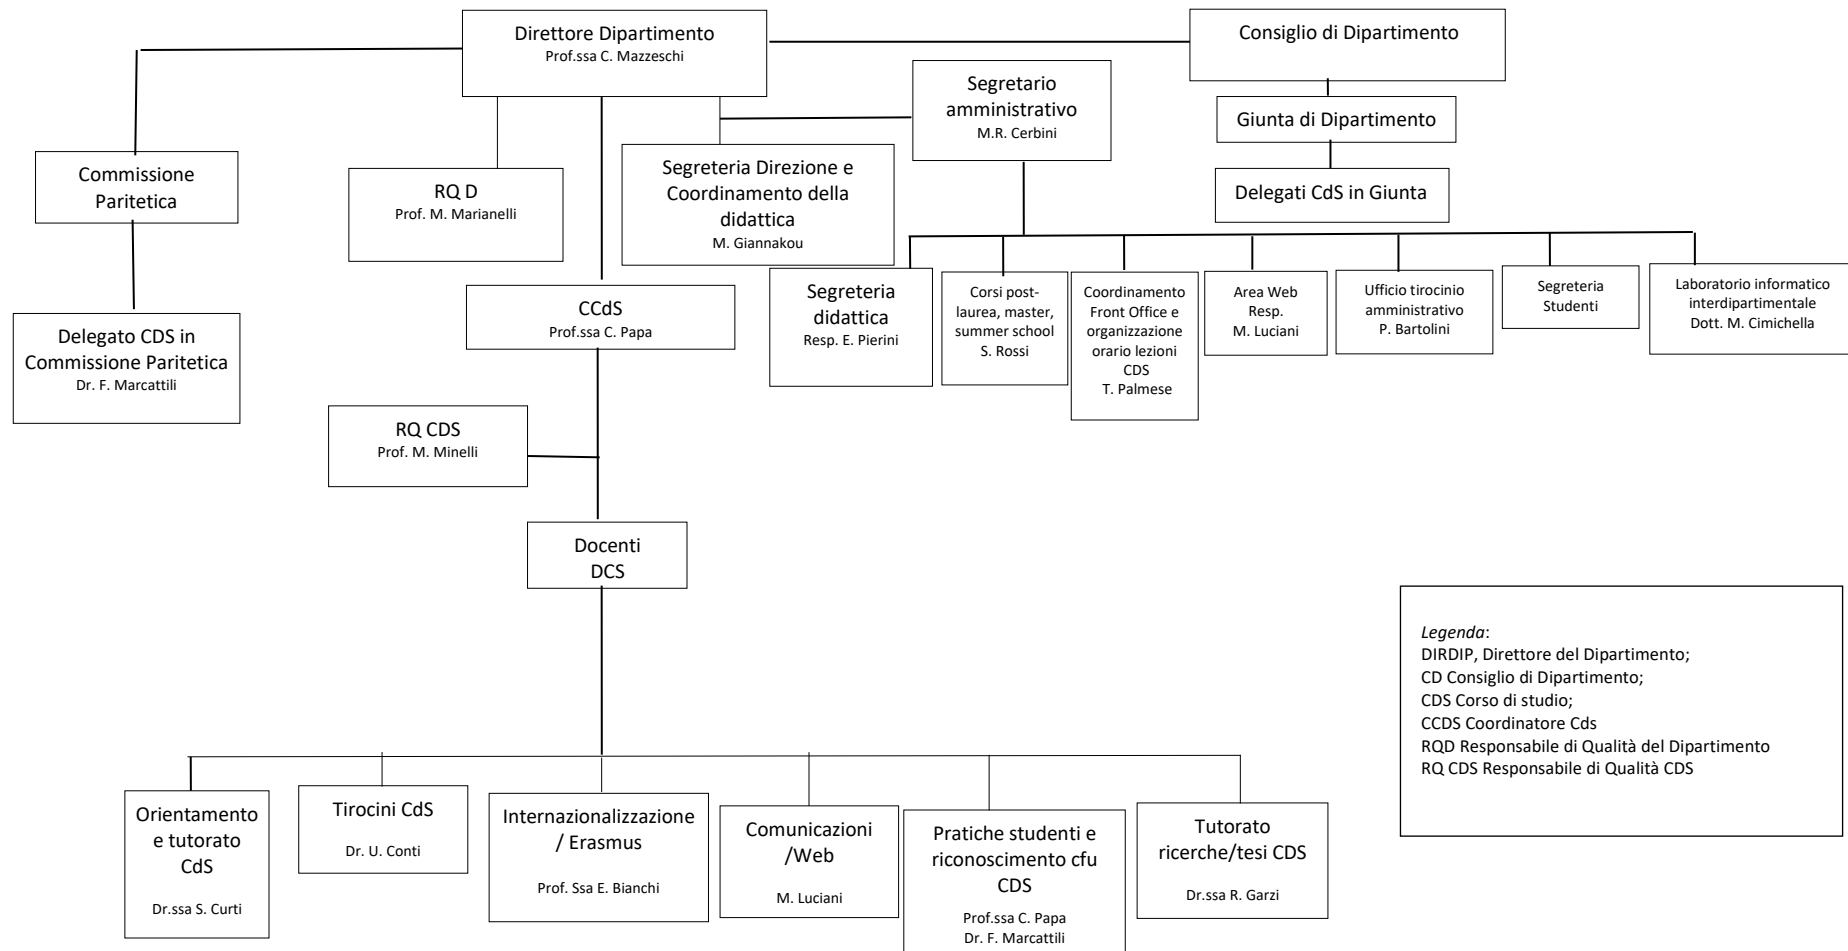 Direttore Dipartimento
Prof.ssa C. Mazzeschi
Consiglio di Dipartimento
Segretario
amministrativo
M.R. Cerbini
Giunta di Dipartimento
Commissione
Paritetica
RQ D
Prof. M. Marianelli
Segreteria Direzione e
Coordinamento della
didattica
M. Giannakou
Delegati CdS in Giunta
Delegato CDS in
Commissione Paritetica
Dr. F. Marcattili
CCdS
Prof.ssa C. Papa
Segreteria
didattica
Resp. E. Pierini
Corsi post-
laurea, master,
summer school
S. Rossi
Coordinamento
Front Office e
organizzazione
orario lezioni
CDS
T. Palmese
Area Web
Resp.
M. Luciani
Ufficio tirocinio
amministrativo
P. Bartolini
Segreteria
Studenti
Laboratorio informatico
interdipartimentale
Dott. M. Cimichella
RQ CDS
Prof. M. Minelli
Docenti
DCS
Legenda:
DIRDIP, Direttore del Dipartimento;
CD Consiglio di Dipartimento;
CDS Corso di studio;
CCDS Coordinatore Cds
RQD Responsabile di Qualità del Dipartimento
RQ CDS Responsabile di Qualità CDS
Orientamento
e tutorato
CdS
Dr.ssa S. Curti
Tirocini CdS
Dr. U. Conti
Internazionalizzazione
/ Erasmus
Prof. Ssa E. Bianchi
Comunicazioni
/Web
M. Luciani
Pratiche studenti e
riconoscimento cfu
CDS
Prof.ssa C. Papa
Dr. F. Marcattili
Tutorato
ricerche/tesi CDS
Dr.ssa R. Garzi